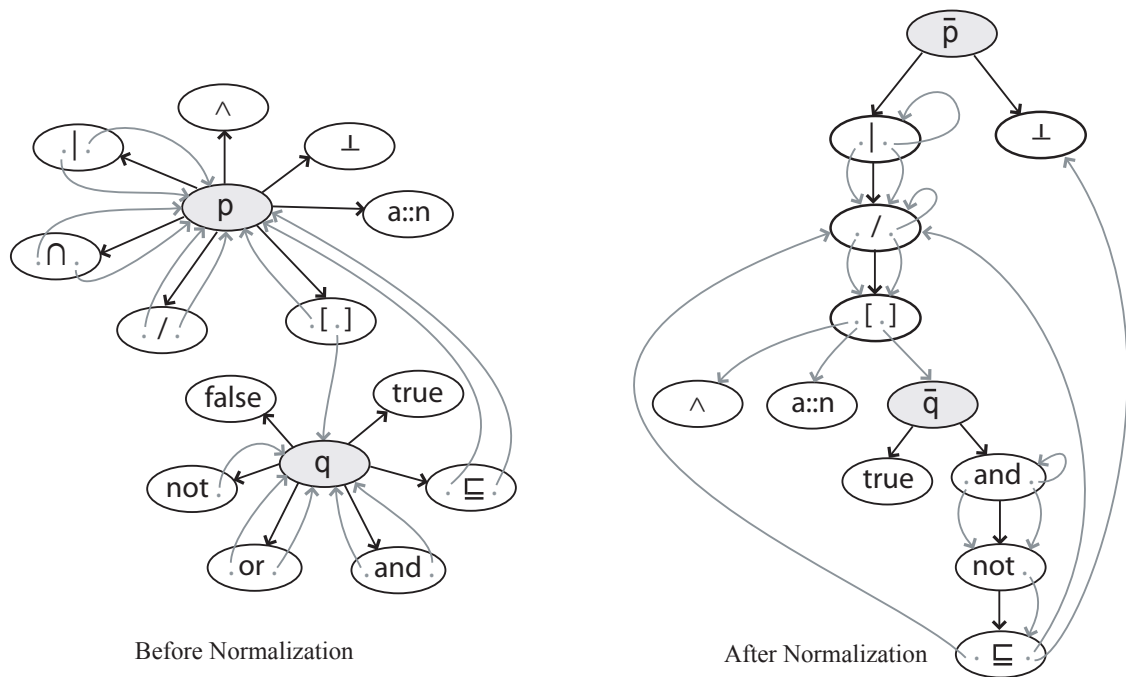 ∧
. | .
⊥
p
a::n
. ∩ .
. / .
. [ . ]
false
true
q
not .
. ⊑ .
. or .
. and .
Before Normalization
p̄
. | .
⊥
. / .
. [ . ]
∧
a::n
q̄
true
. and .
not .
. ⊑ .
After Normalization